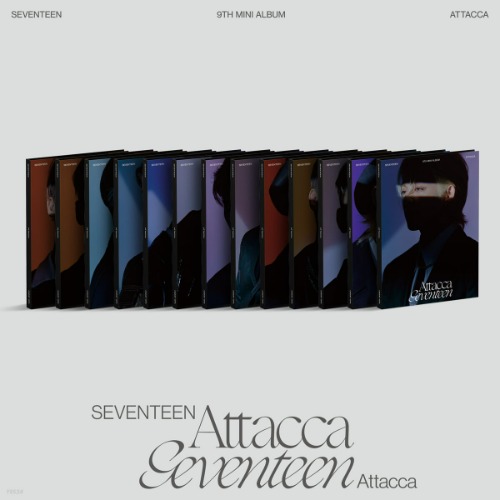 SEVENTEEN 9TH MINI ALBUM ATTACCA
Attacca
Seventeen
SEVENTEEN Attacca
Seventeen Attacca